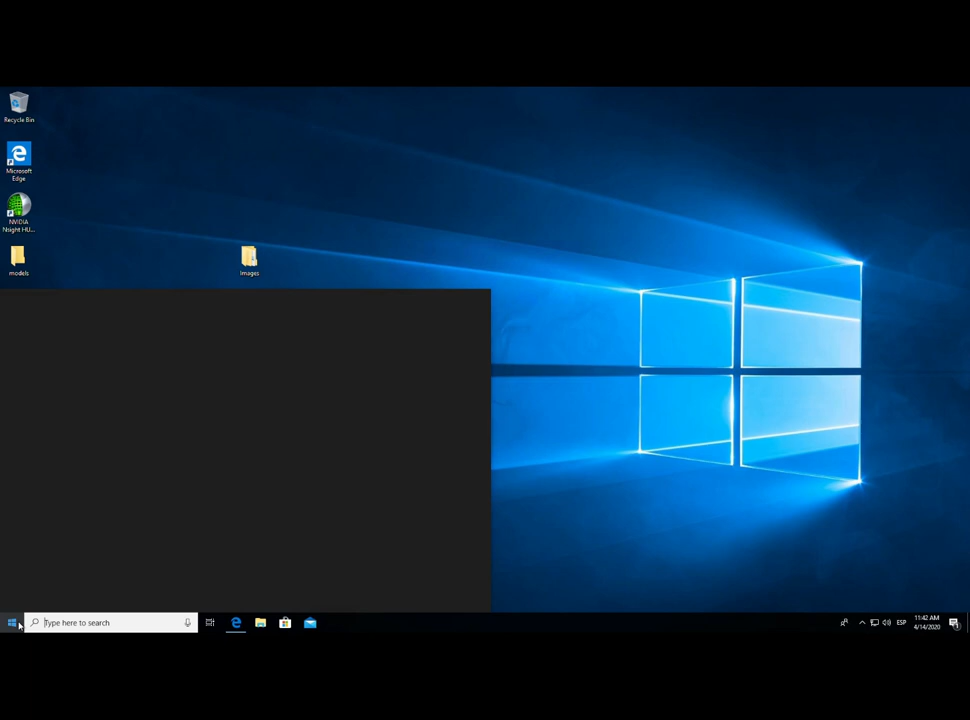 Recycle Bin
Microsoft
Edge
NVIDIA
Nsight HU...
models
Images
Type here to search
ESP
11:42 AM
4/14/2020